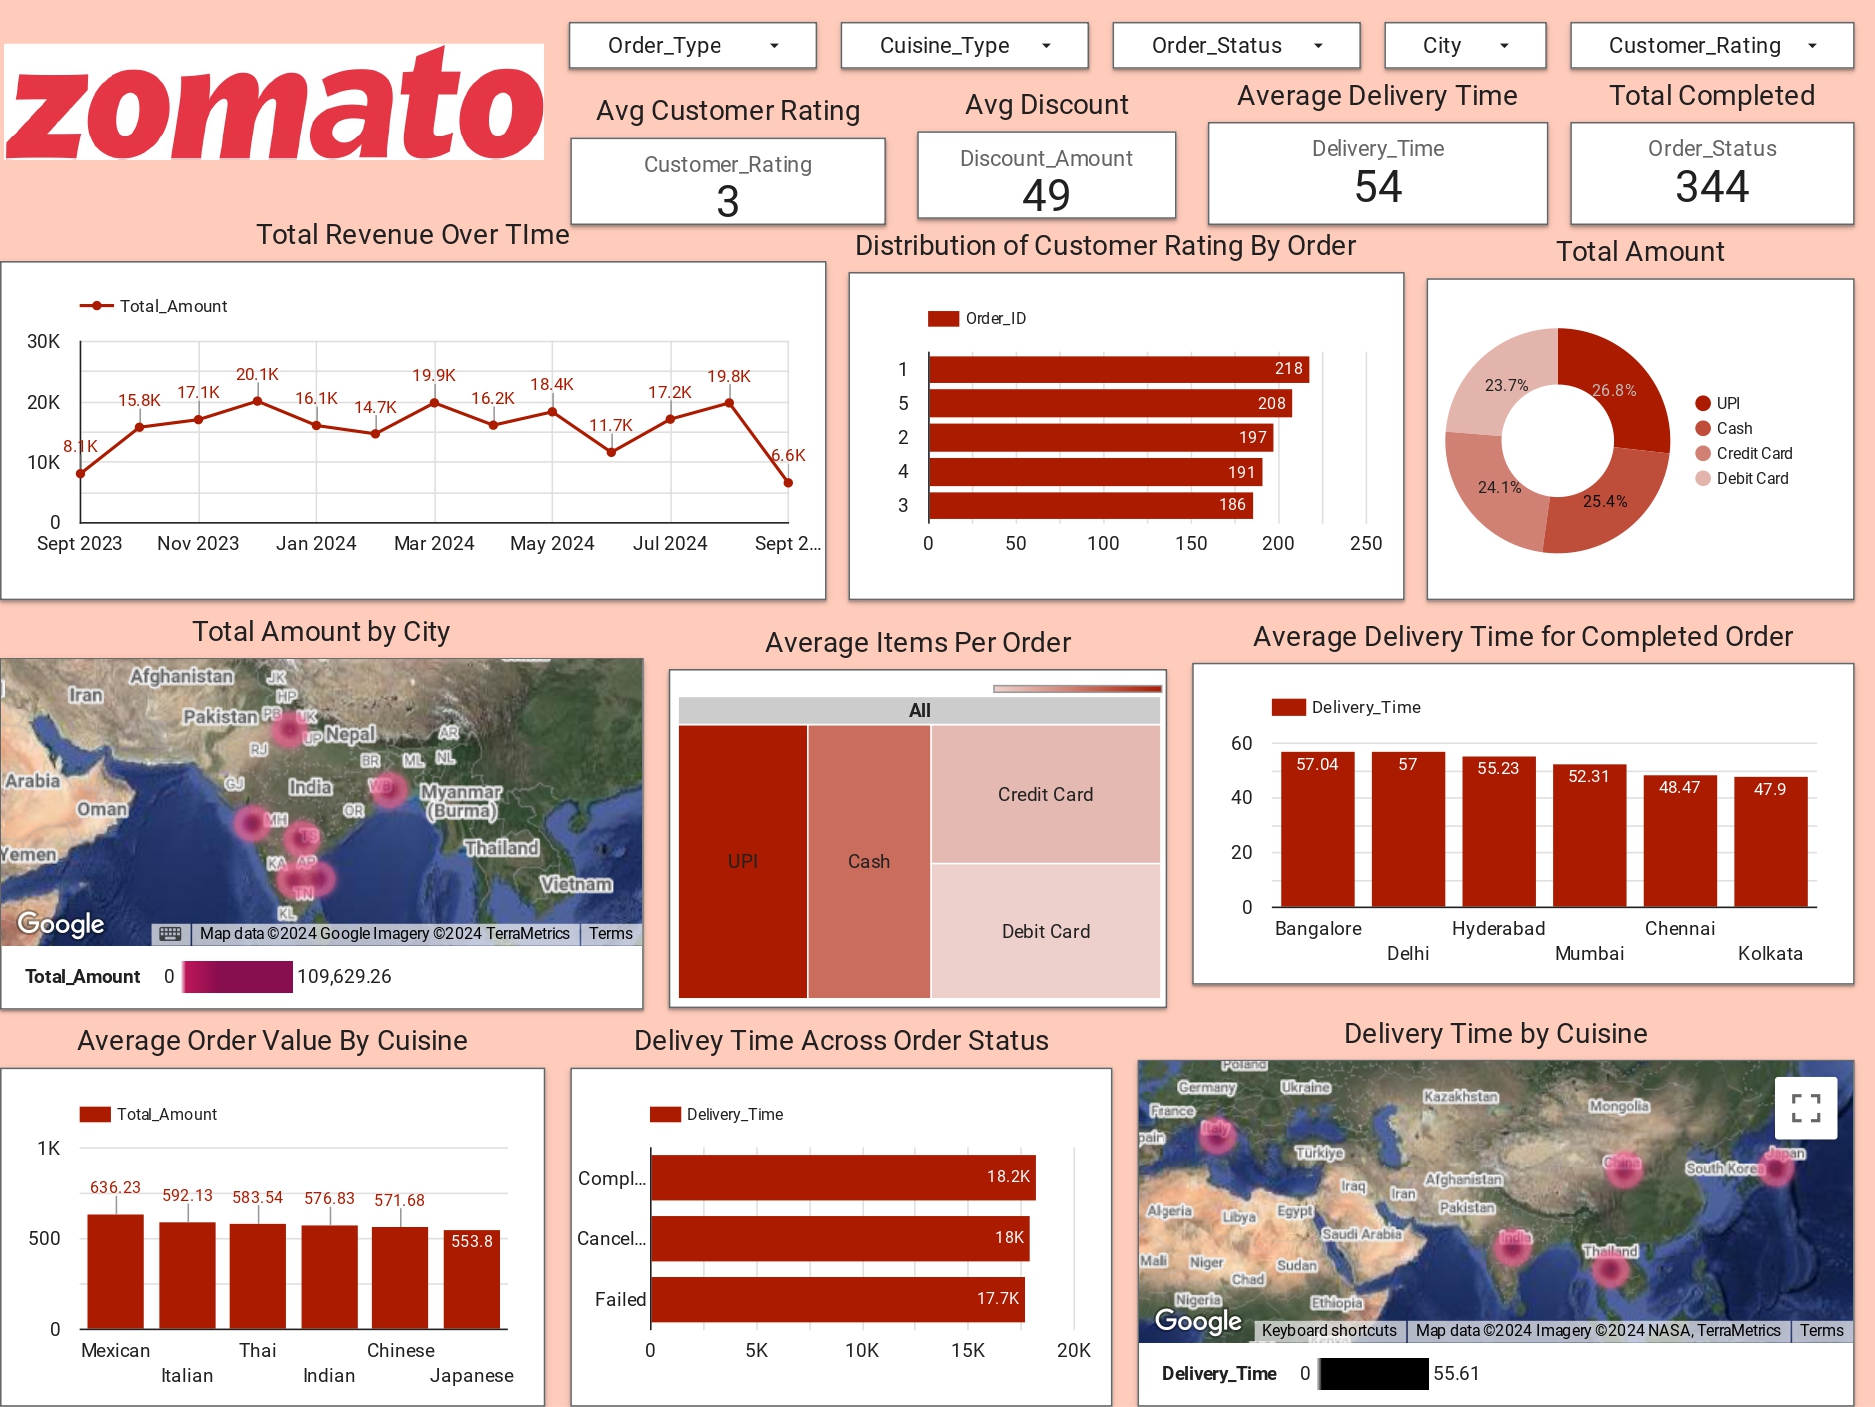 zomato
Order_Type
Cuisine_Type
Order_Status
City
Customer_Rating
Avg Customer Rating
Customer_Rating
3
Avg Discount
Discount_Amount
49
Average Delivery Time
Delivery_Time
54
Total Completed
Order_Status
344
Total Revenue Over TIme
Total_Amount
30K
20K
10K
0
8.1K
15.8K
17.1K
20.1K
16.1K
14.7K
19.9K
16.2K
18.4K
11.7K
17.2K
19.8K
6.6K
Sept 2023
Nov 2023
Jan 2024
Mar 2024
May 2024
Jul 2024
Sept 2...
Distribution of Customer Rating By Order
Order_ID
1 218
5 208
2 197
4 191
3 186
0 50 100 150 200 250
Total Amount
26.8%
25.4%
24.1%
23.7%
UPI
Cash
Credit Card
Debit Card
Total Amount by City
Afghanistan
JK
HP
Iran
Pakistan
PB
UK
UP
Nepal
AR
RJ
BR
ML
NL
Arabia
GJ
India
WB
Myanmar
(Burma)
Oman
OR
MH
TS
Yemen
KA
AP
Thailand
TN
Vietnam
KL
Google
Map data ©2024 Google Imagery ©2024 TerraMetrics
Terms
Total_Amount 0 109,629.26
Average Items Per Order
All
UPI
Cash
Credit Card
Debit Card
Average Delivery Time for Completed Order
Delivery_Time
60
40
20
0
57.04
57
55.23
52.31
48.47
47.9
Bangalore
Delhi
Hyderabad
Mumbai
Chennai
Kolkata
Average Order Value By Cuisine
Total_Amount
1K
500
0
636.23
592.13
583.54
576.83
571.68
553.8
Mexican
Italian
Thai
Indian
Chinese
Japanese
Delivey Time Across Order Status
Delivery_Time
Compl... 18.2K
Cancel... 18K
Failed 17.7K
0 5K 10K 15K 20K
Delivery Time by Cuisine
Poland
Germany
Ukraine
Kazakhstan
Mongolia
France
Italy
pain
Türkiye
China
South Korea
Japan
Iraq
Iran
Afghanistan
Pakistan
Algeria
Libya
Egypt
Saudi Arabia
India
Thailand
Mali
Niger
Chad
Sudan
Nigeria
Ethiopia
Google
Keyboard shortcuts
Map data ©2024 Imagery ©2024 NASA, TerraMetrics
Terms
Delivery_Time 0 55.61